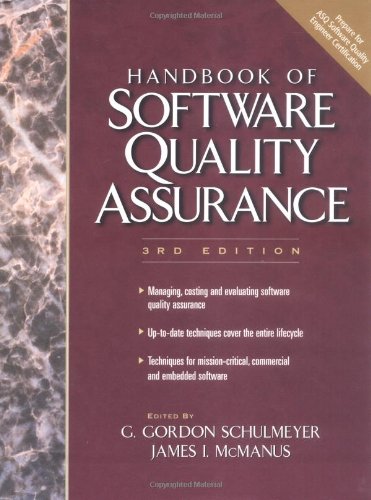 Prepare for
ASQ Software Quality
Engineer Certification
HANDBOOK OF
SOFTWARE
QUALITY
ASSURANCE
3RD EDITION
Managing, costing and evaluating software
quality assurance
Up-to-date techniques cover the entire lifecycle
Techniques for mission-critical, commercial
and embedded software
EDITED BY
G. GORDON SCHULMEYER
JAMES I. MCMANUS